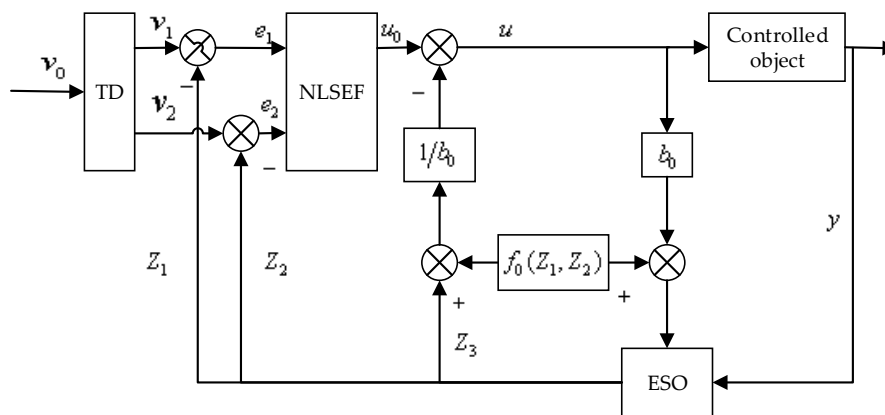 v₀
TD
v₁
v₂
−
e₁
e₂
−
NLSEF
u₀
−
u
Controlled
object
1/b₀
b₀
y
Z₁
Z₂
f₀(Z₁, Z₂)
+
+
Z₃
ESO